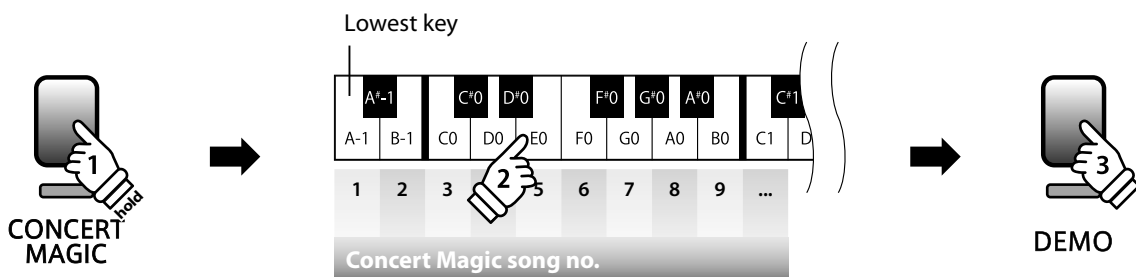 Lowest key
A#-1 C#0 D#0 F#0 G#0 A#0 C#1
A-1 B-1 C0 D0 E0 F0 G0 A0 B0 C1 D
1 2 3 5 6 7 8 9 ...
Concert Magic song no.
1
hold
CONCERT
MAGIC
2
3
DEMO